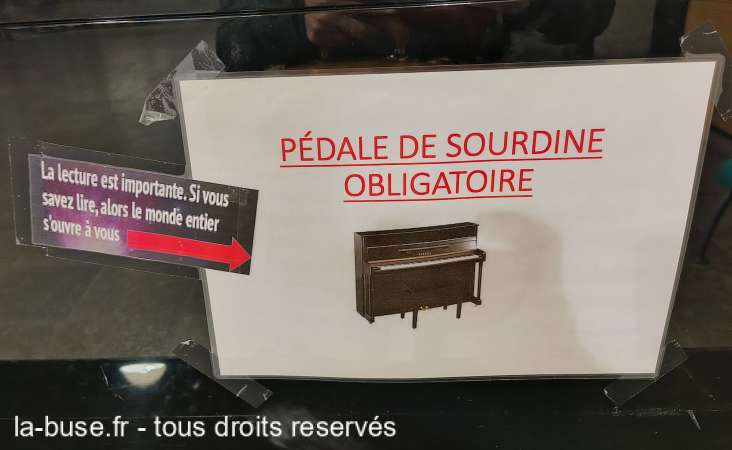 PÉDALE DE SOURDINE
OBLIGATOIRE
La lecture est importante. Si vous
savez lire, alors le monde entier
s'ouvre à vous
la-buse.fr - tous droits reservés